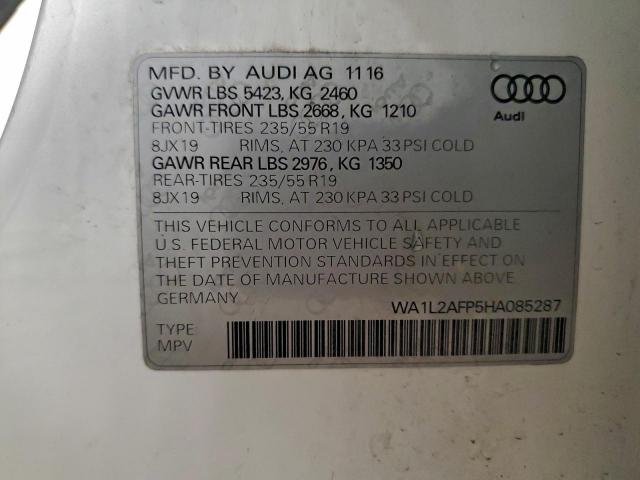 MFD. BY AUDI AG 11 16
GVWR LBS 5423, KG 2460
GAWR FRONT LBS 2668, KG 1210
FRONT-TIRES 235/55 R19
8JX19 RIMS, AT 230 KPA 33 PSI COLD
GAWR REAR LBS 2976, KG 1350
REAR-TIRES 235/55 R19
8JX19 RIMS, AT 230 KPA 33 PSI COLD
Audi
THIS VEHICLE CONFORMS TO ALL APPLICABLE
U.S. FEDERAL MOTOR VEHICLE SAFETY AND
THEFT PREVENTION STANDARDS IN EFFECT ON
THE DATE OF MANUFACTURE SHOWN ABOVE.
GERMANY
WA1L2AFP5HA085287
TYPE
MPV